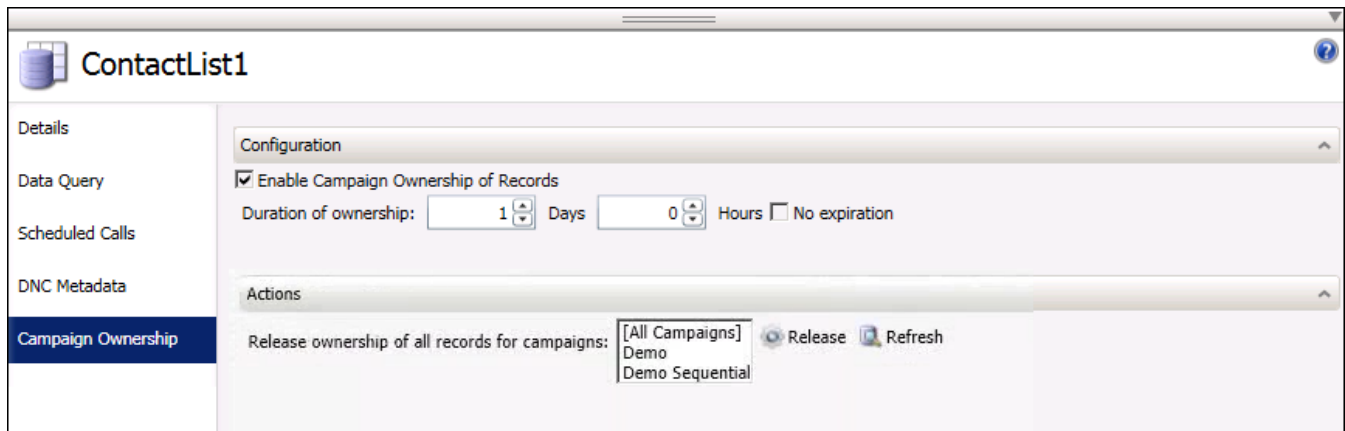 ContactList1
Details
Data Query
Scheduled Calls
DNC Metadata
Campaign Ownership
Configuration
Enable Campaign Ownership of Records
Duration of ownership: 1 Days 0 Hours No expiration
Actions
Release ownership of all records for campaigns: [All Campaigns] Release Refresh
Demo
Demo Sequential